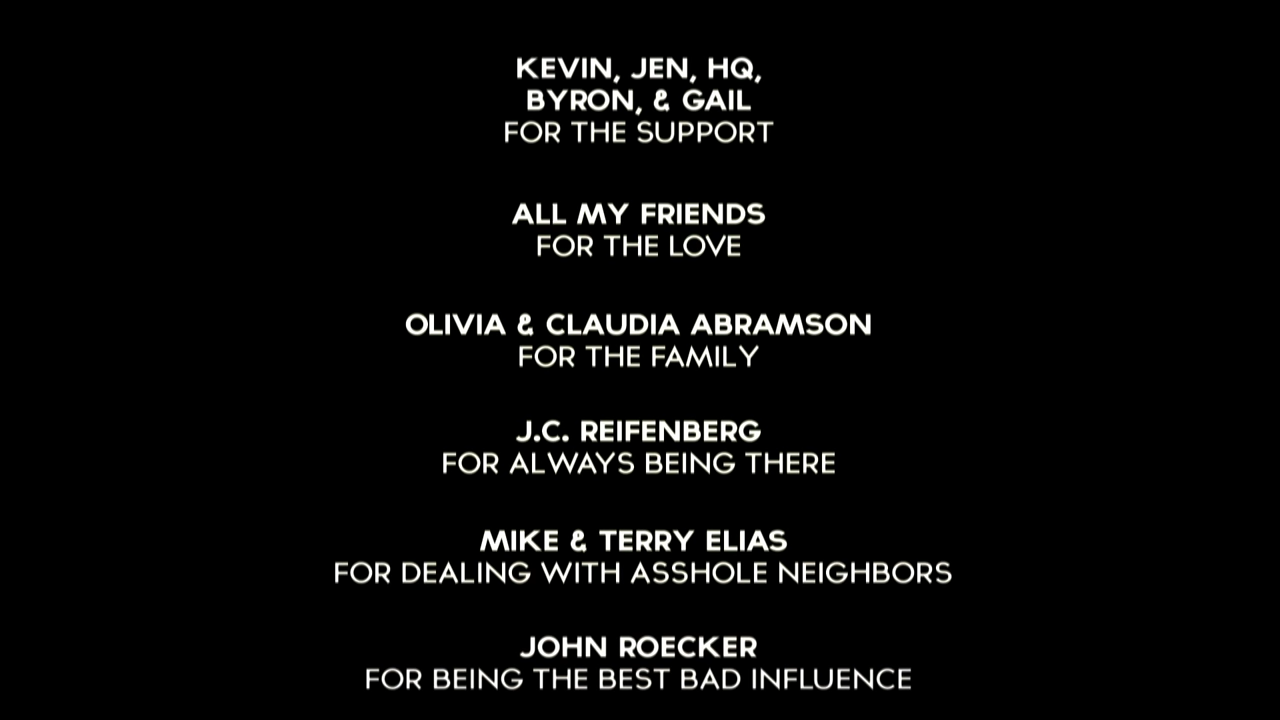 KEVIN, JEN, HQ,
BYRON, & GAIL
FOR THE SUPPORT
ALL MY FRIENDS
FOR THE LOVE
OLIVIA & CLAUDIA ABRAMSON
FOR THE FAMILY
J.C. REIFENBERG
FOR ALWAYS BEING THERE
MIKE & TERRY ELIAS
FOR DEALING WITH ASSHOLE NEIGHBORS
JOHN ROECKER
FOR BEING THE BEST BAD INFLUENCE